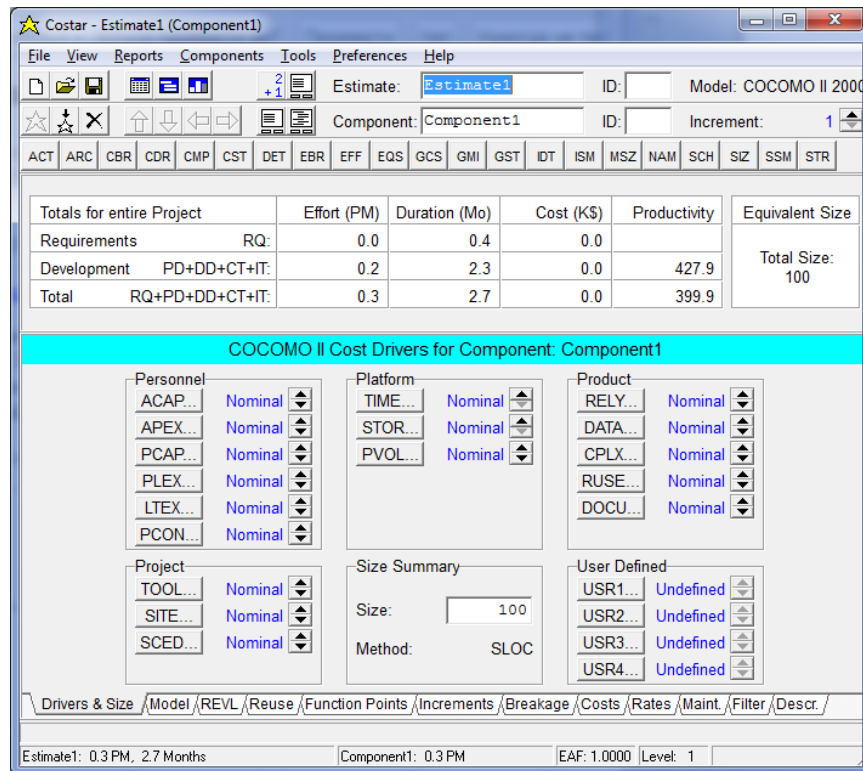 Costar - Estimate1 (Component1)
File View Reports Components Tools Preferences Help
2 +1 Estimate: Estimate1 ID: Model: COCOMO II 2000
Component: Component1 ID: Increment: 1
ACT ARC CBR CDR CMP CST DET EBR EFF EQS GCS GMI GST IDT ISM MSZ NAM SCH SIZ SSM STR
Totals for entire Project Effort (PM) Duration (Mo) Cost (K$) Productivity Equivalent Size
Requirements RQ: 0.0 0.4 0.0
Development PD+DD+CT+IT: 0.2 2.3 0.0 427.9
Total RQ+PD+DD+CT+IT: 0.3 2.7 0.0 399.9
Total Size:
100
COCOMO II Cost Drivers for Component: Component1
Personnel Platform Product
ACAP... Nominal TIME... Nominal RELY... Nominal
APEX... Nominal STOR... Nominal DATA... Nominal
PCAP... Nominal PVOL... Nominal CPLX... Nominal
PLEX... Nominal RUSE... Nominal
LTEX... Nominal DOCU... Nominal
PCON... Nominal
Project Size Summary User Defined
TOOL... Nominal Size: 100 USR1... Undefined
SITE... Nominal USR2... Undefined
SCED... Nominal Method: SLOC USR3... Undefined
USR4... Undefined
Drivers & Size Model REVL Reuse Function Points Increments Breakage Costs Rates Maint. Filter Descr.
Estimate1: 0.3 PM, 2.7 Months Component1: 0.3 PM EAF: 1.0000 Level: 1